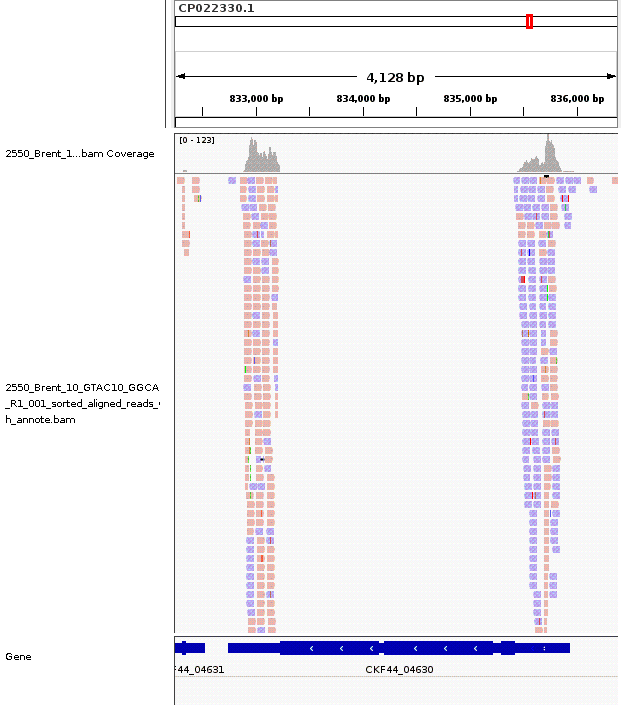 CP022330.1
4,128 bp
833,000 bp
834,000 bp
835,000 bp
836,000 bp
[0 - 123]
2550_Brent_1...bam Coverage
2550_Brent_10_GTAC10_GGCA
_R1_001_sorted_aligned_reads_
h_annote.bam
Gene
F44_04631
CKF44_04630